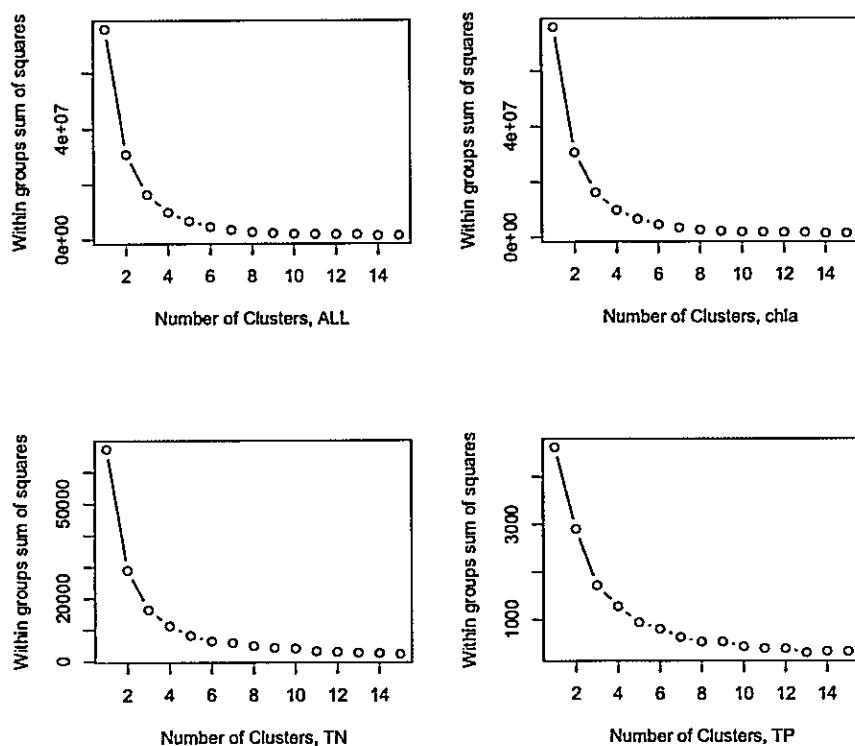 Within groups sum of squares
4e+07
0e+00
2 4 6 8 10 12 14
Number of Clusters, ALL
Within groups sum of squares
4e+07
0e+00
2 4 6 8 10 12 14
Number of Clusters, chla
Within groups sum of squares
50000
20000
0
2 4 6 8 10 12 14
Number of Clusters, TN
Within groups sum of squares
3000
1000
2 4 6 8 10 12 14
Number of Clusters, TP